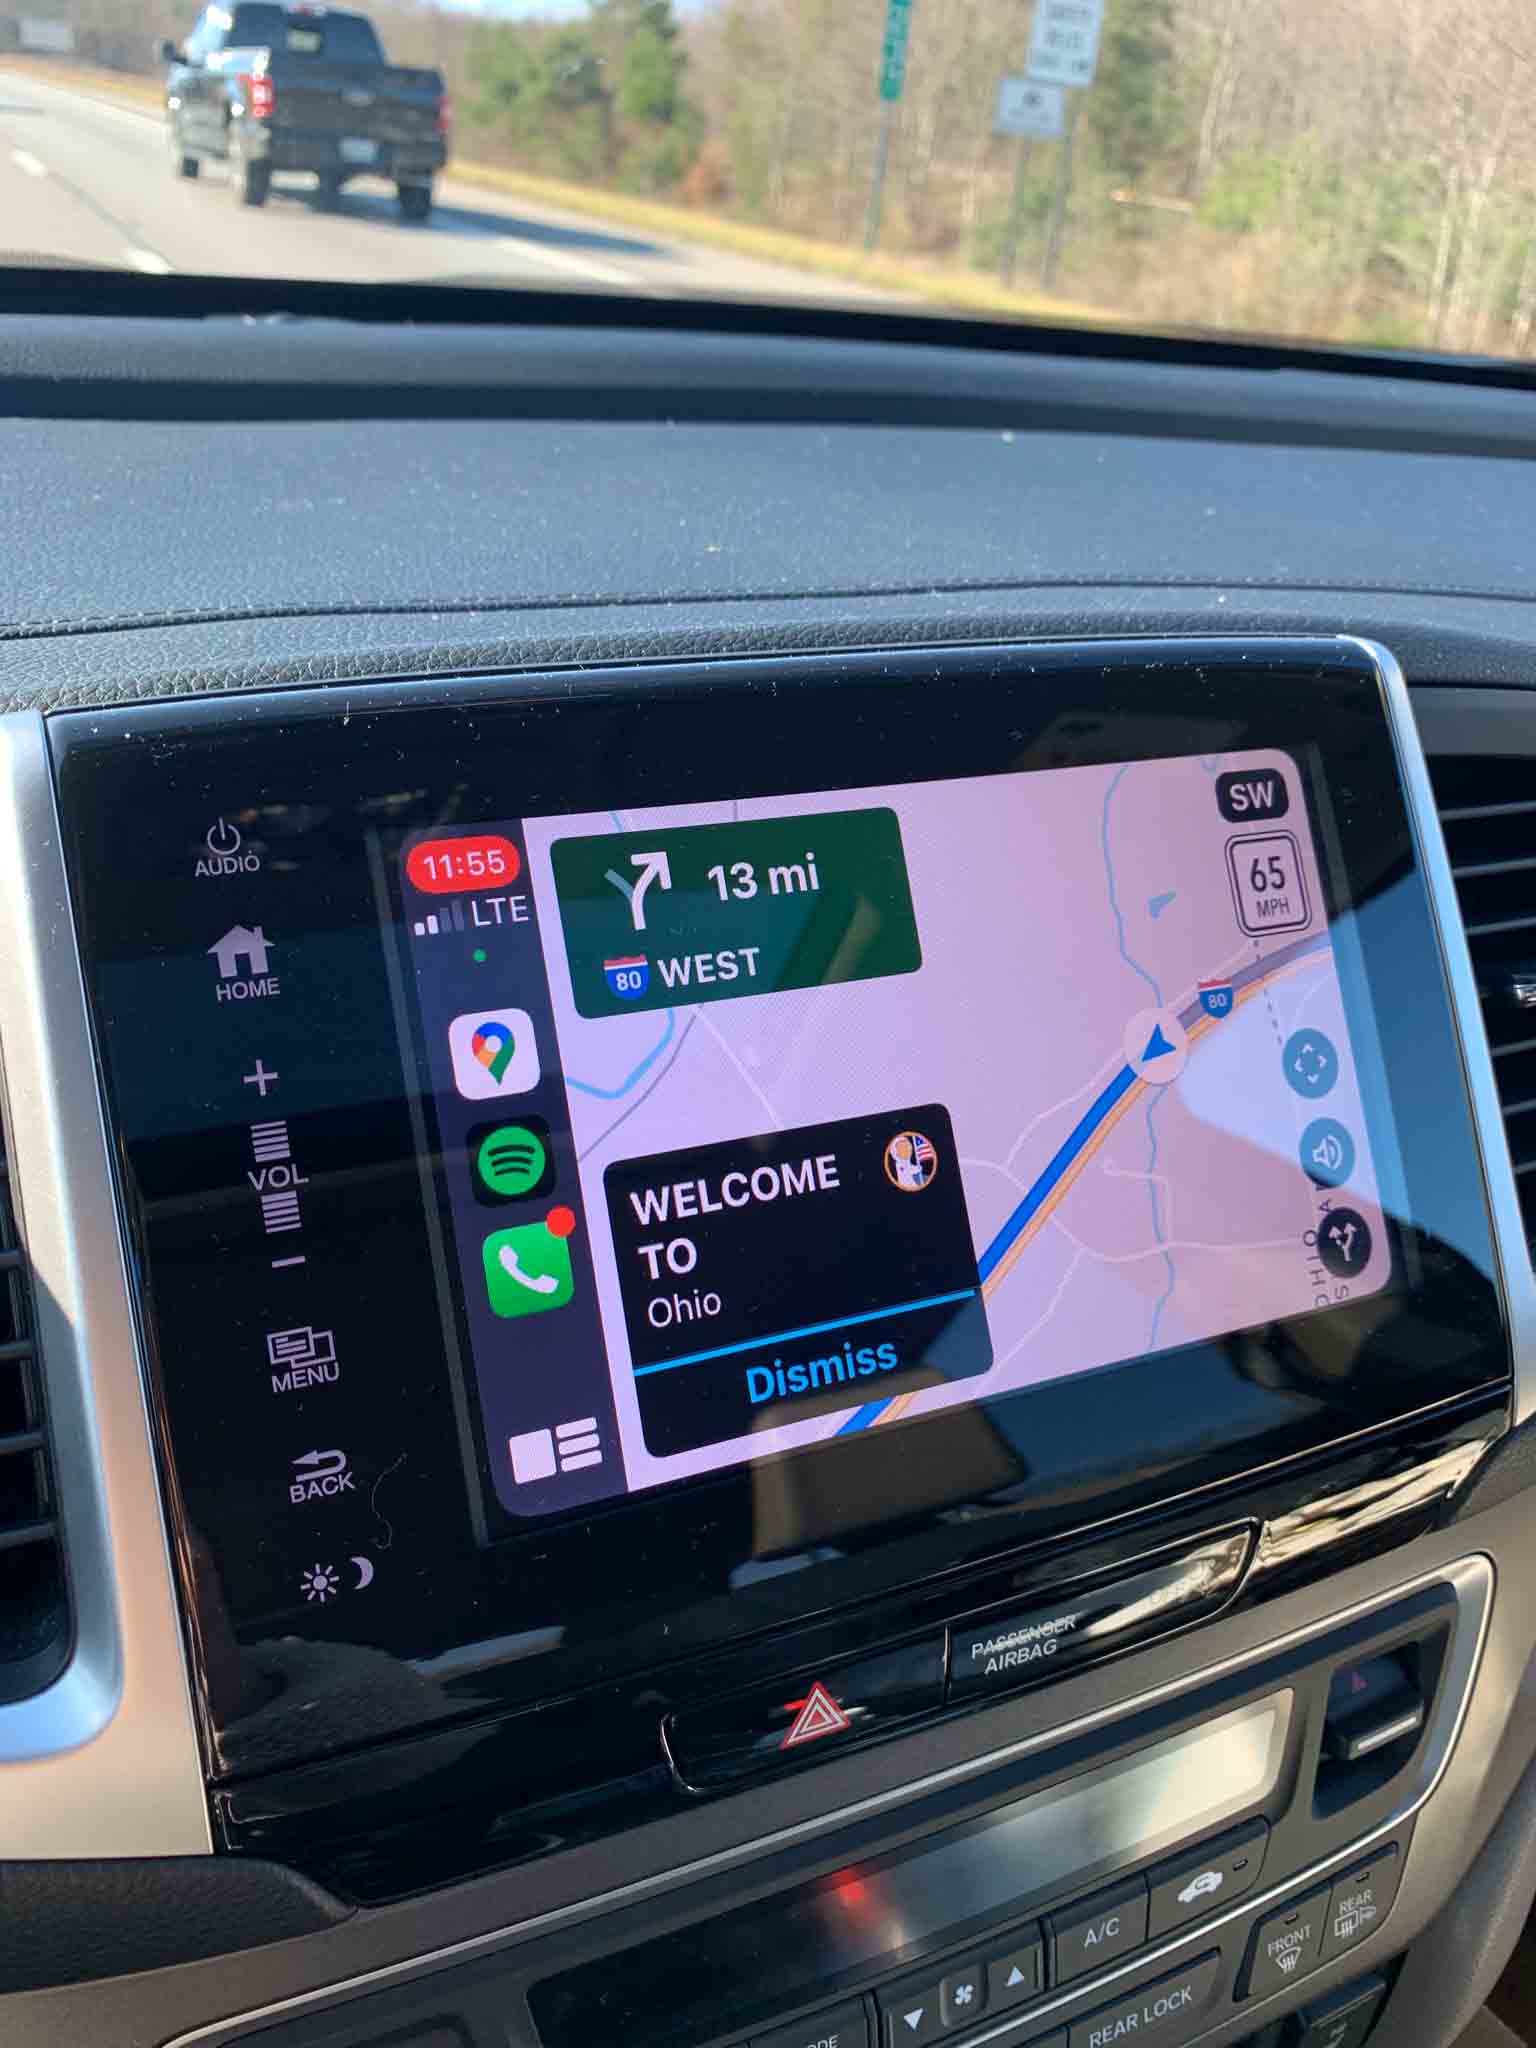 AUDIO
HOME
+
VOL
-
MENU
BACK
11:55
LTE
13 mi
80 WEST
WELCOME
TO
Ohio
Dismiss
SW
65
MPH
80
OHIO
PASSENGER
AIRBAG
A/C
FRONT
REAR
REAR LOCK